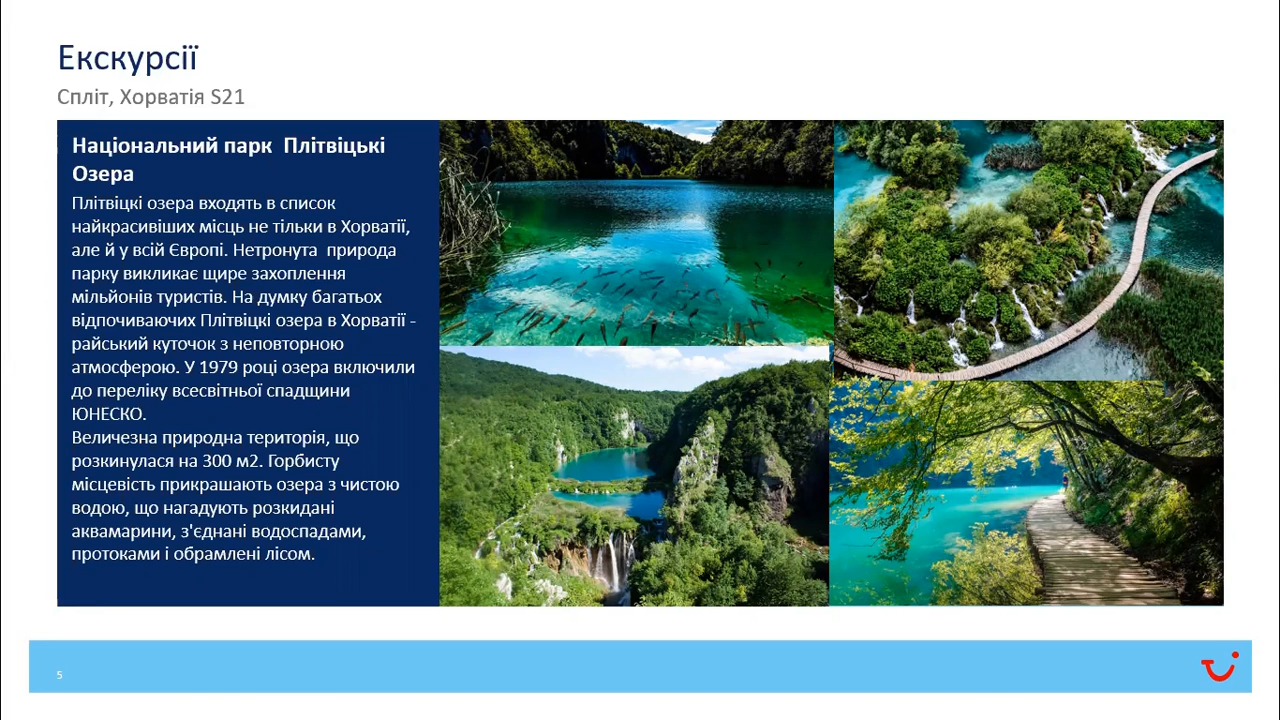 Екскурсії
Спліт, Хорватія S21
Національний парк  Плітвіцькі
Озера
Плітвіцкі озера входять в список
найкрасивіших місць не тільки в Хорватії,
але й у всій Європі. Нетронута  природа
парку викликає щире захоплення
мільйонів туристів. На думку багатьох
відпочиваючих Плітвіцкі озера в Хорватії -
райський куточок з неповторною
атмосферою. У 1979 році озера включили
до переліку всесвітньої спадщини
ЮНЕСКО.
Величезна природна територія, що
розкинулася на 300 м2. Горбисту
місцевість прикрашають озера з чистою
водою, що нагадують розкидані
аквамарини, з'єднані водоспадами,
протоками і обрамлені лісом.
5